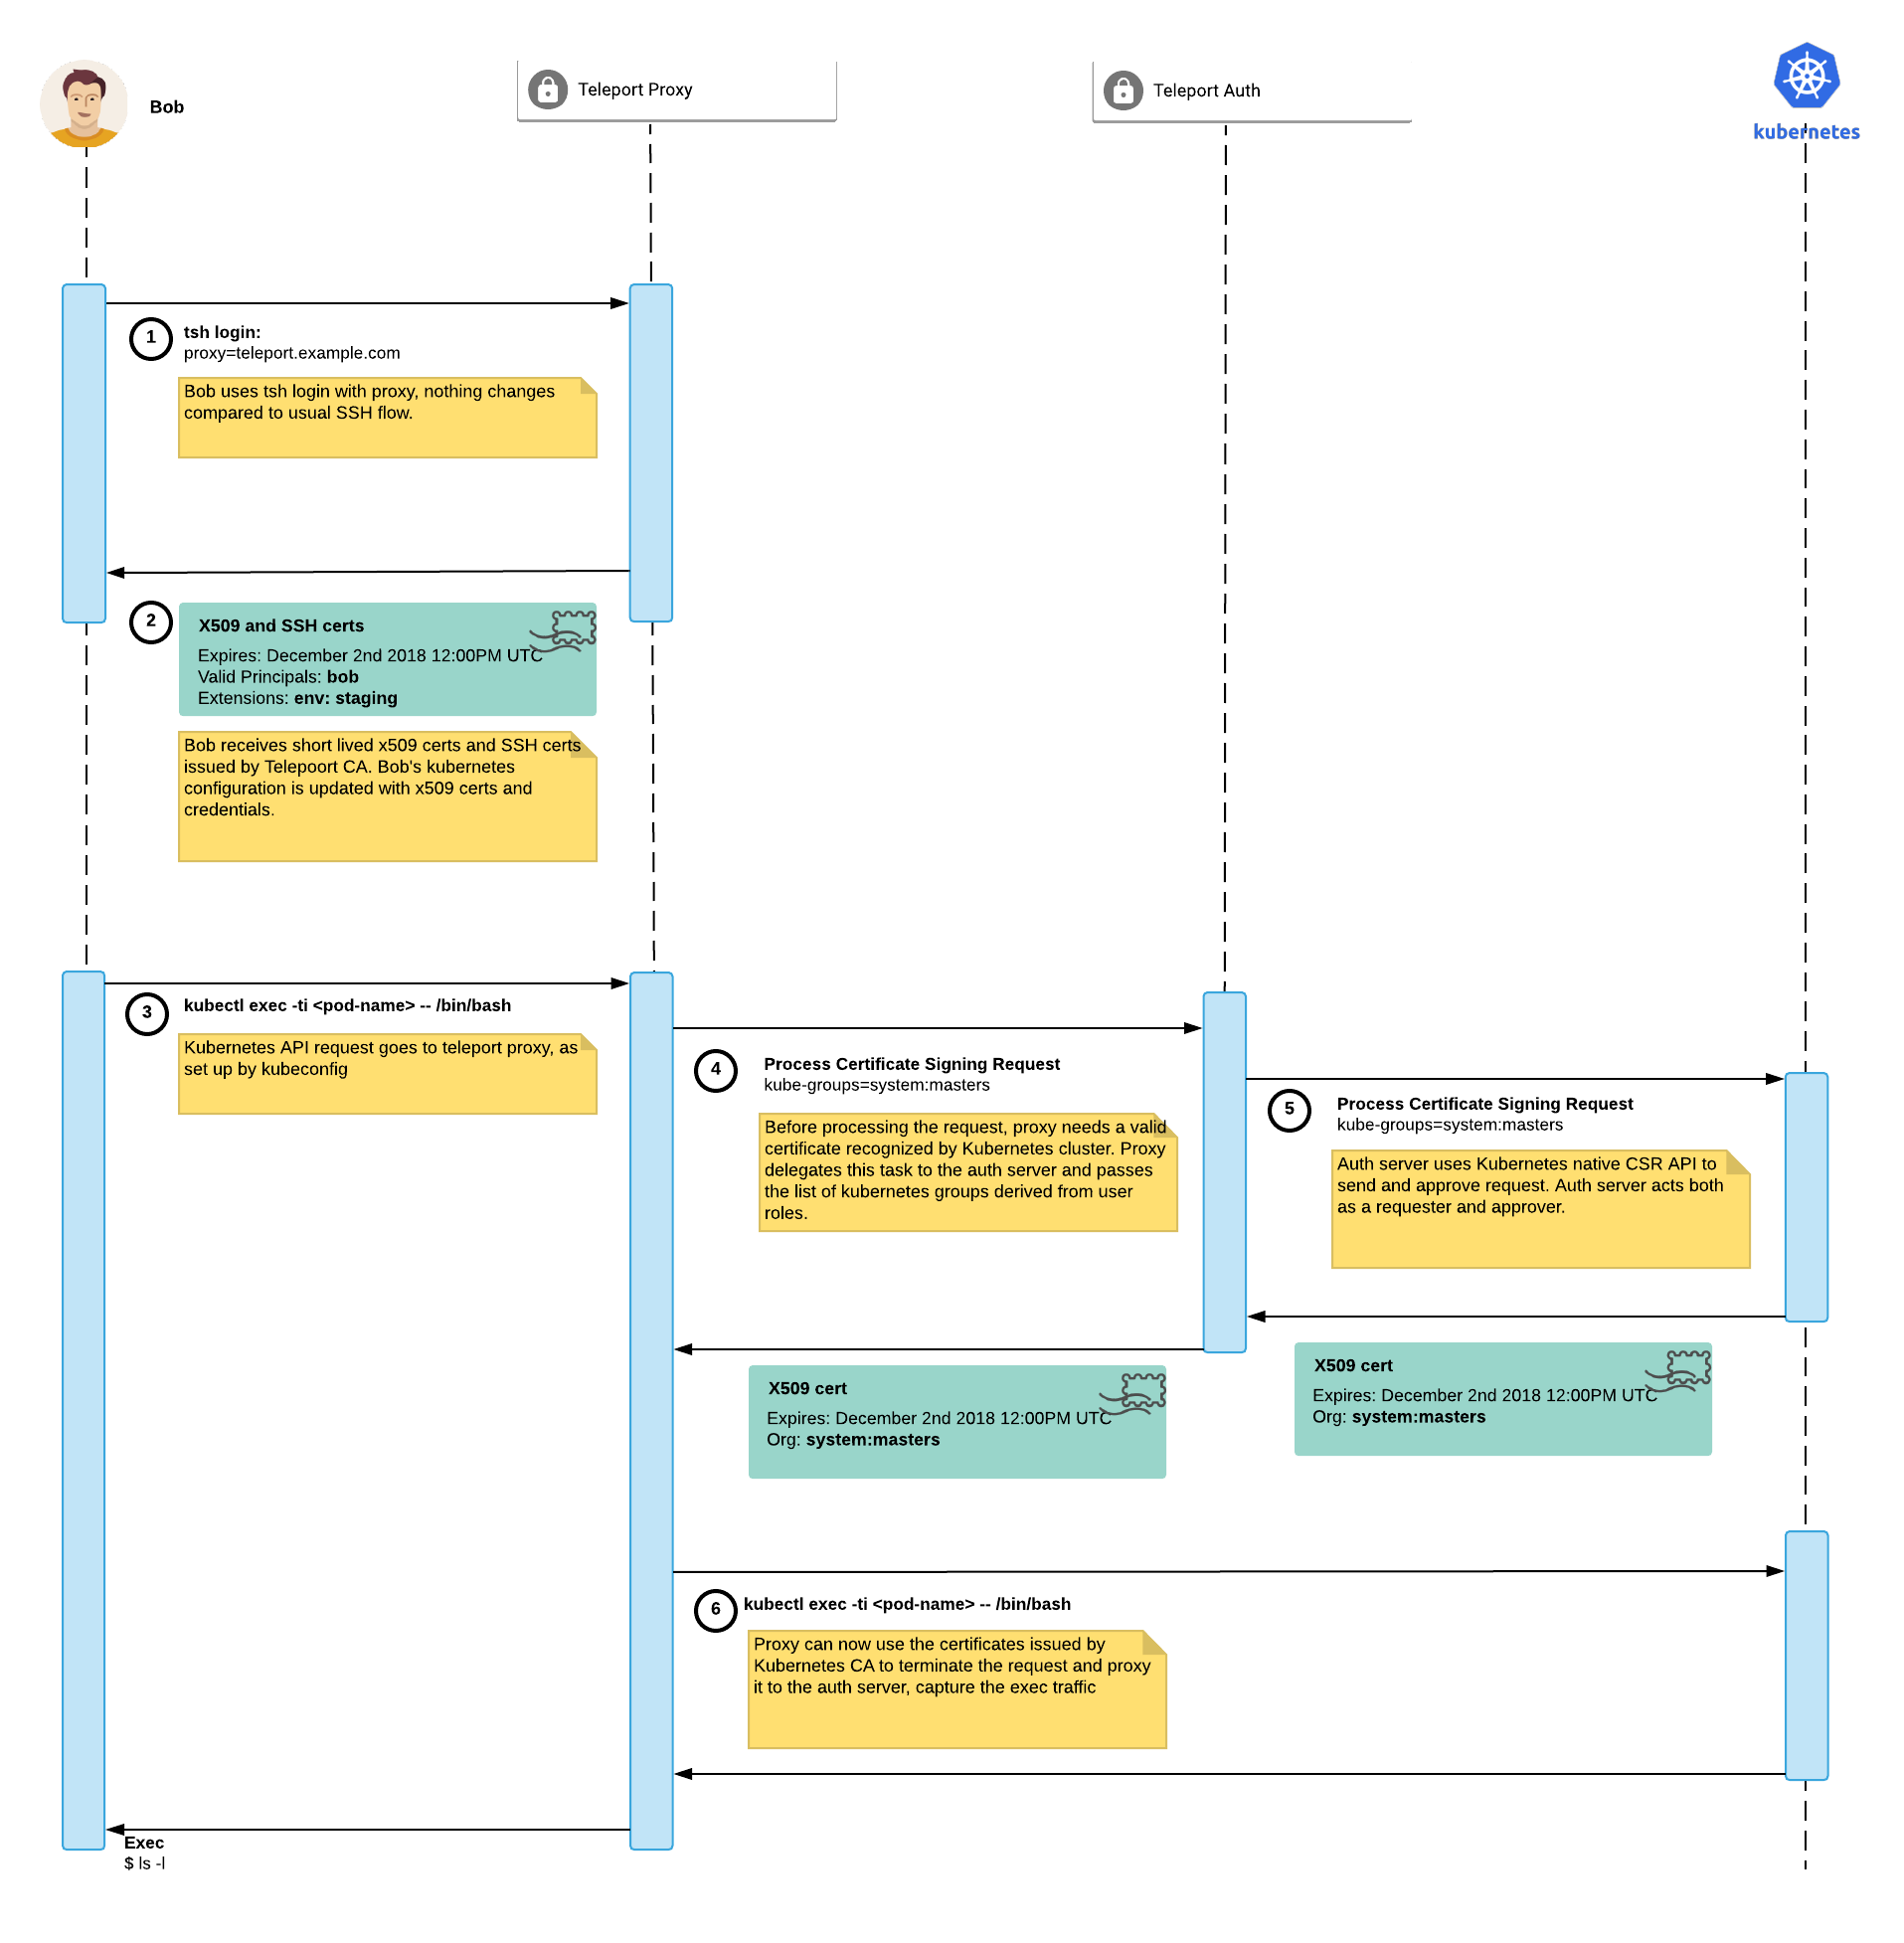 Bob
Teleport Proxy
Teleport Auth
kubernetes
1
tsh login:
proxy=teleport.example.com
Bob uses tsh login with proxy, nothing changes
compared to usual SSH flow.
2
X509 and SSH certs
Expires: December 2nd 2018 12:00PM UTC
Valid Principals: bob
Extensions: env: staging
Bob receives short lived x509 certs and SSH certs
issued by Telepoort CA. Bob's kubernetes
configuration is updated with x509 certs and
credentials.
3
kubectl exec -ti <pod-name> -- /bin/bash
Kubernetes API request goes to teleport proxy, as
set up by kubeconfig
4
Process Certificate Signing Request
kube-groups=system:masters
Before processing the request, proxy needs a valid
certificate recognized by Kubernetes cluster. Proxy
delegates this task to the auth server and passes
the list of kubernetes groups derived from user
roles.
5
Process Certificate Signing Request
kube-groups=system:masters
Auth server uses Kubernetes native CSR API to
send and approve request. Auth server acts both
as a requester and approver.
X509 cert
Expires: December 2nd 2018 12:00PM UTC
Org: system:masters
X509 cert
Expires: December 2nd 2018 12:00PM UTC
Org: system:masters
6
kubectl exec -ti <pod-name> -- /bin/bash
Proxy can now use the certificates issued by
Kubernetes CA to terminate the request and proxy
it to the auth server, capture the exec traffic
Exec
$ ls -l